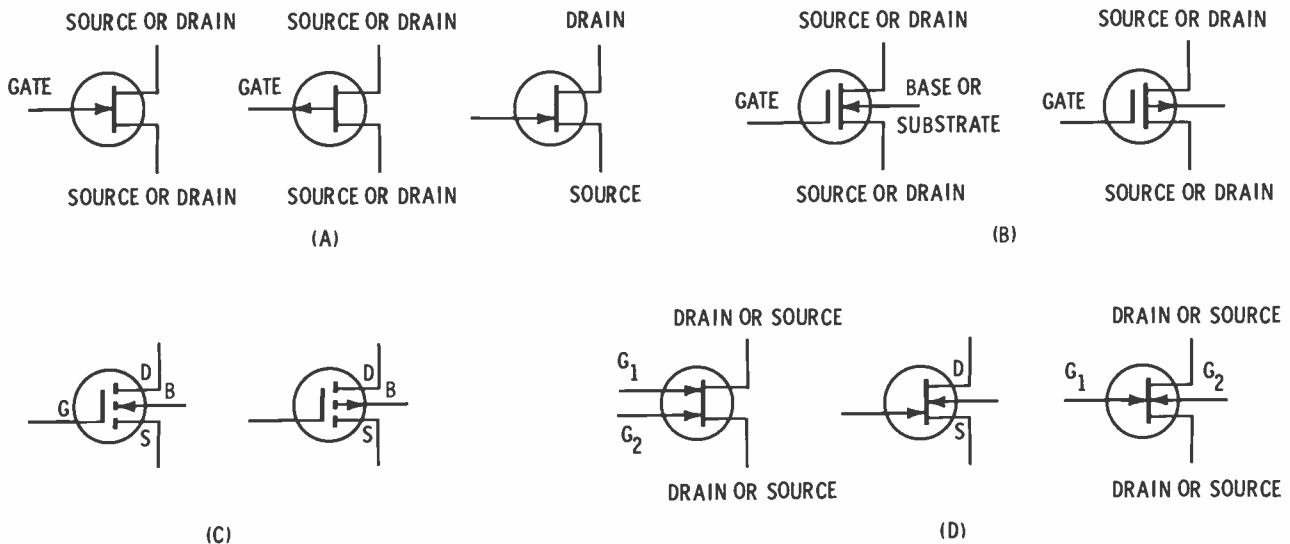 SOURCE OR DRAIN
SOURCE OR DRAIN
DRAIN
SOURCE OR DRAIN
SOURCE OR DRAIN
GATE
GATE
GATE
BASE OR
SUBSTRATE
GATE
SOURCE OR DRAIN
SOURCE OR DRAIN
SOURCE
SOURCE OR DRAIN
SOURCE OR DRAIN
(A)
(B)
DRAIN OR SOURCE
DRAIN OR SOURCE
D
B
G
S
D
B
S
G1
G2
D
S
G1
G2
DRAIN OR SOURCE
DRAIN OR SOURCE
(C)
(D)